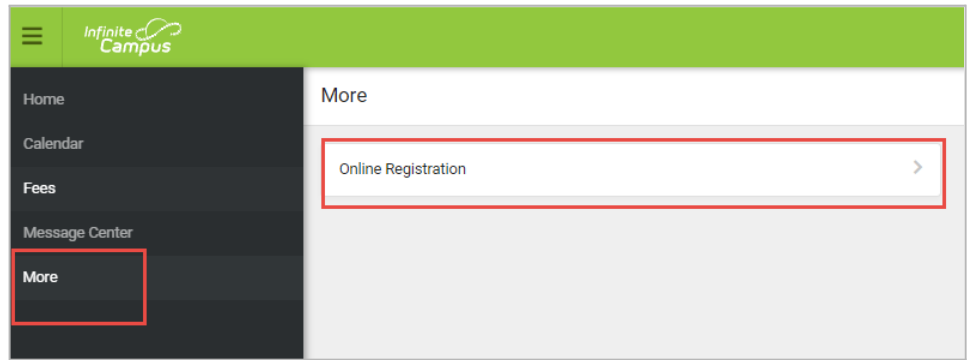 Infinite
Campus
Home
Calendar
Fees
Message Center
More
More
Online Registration